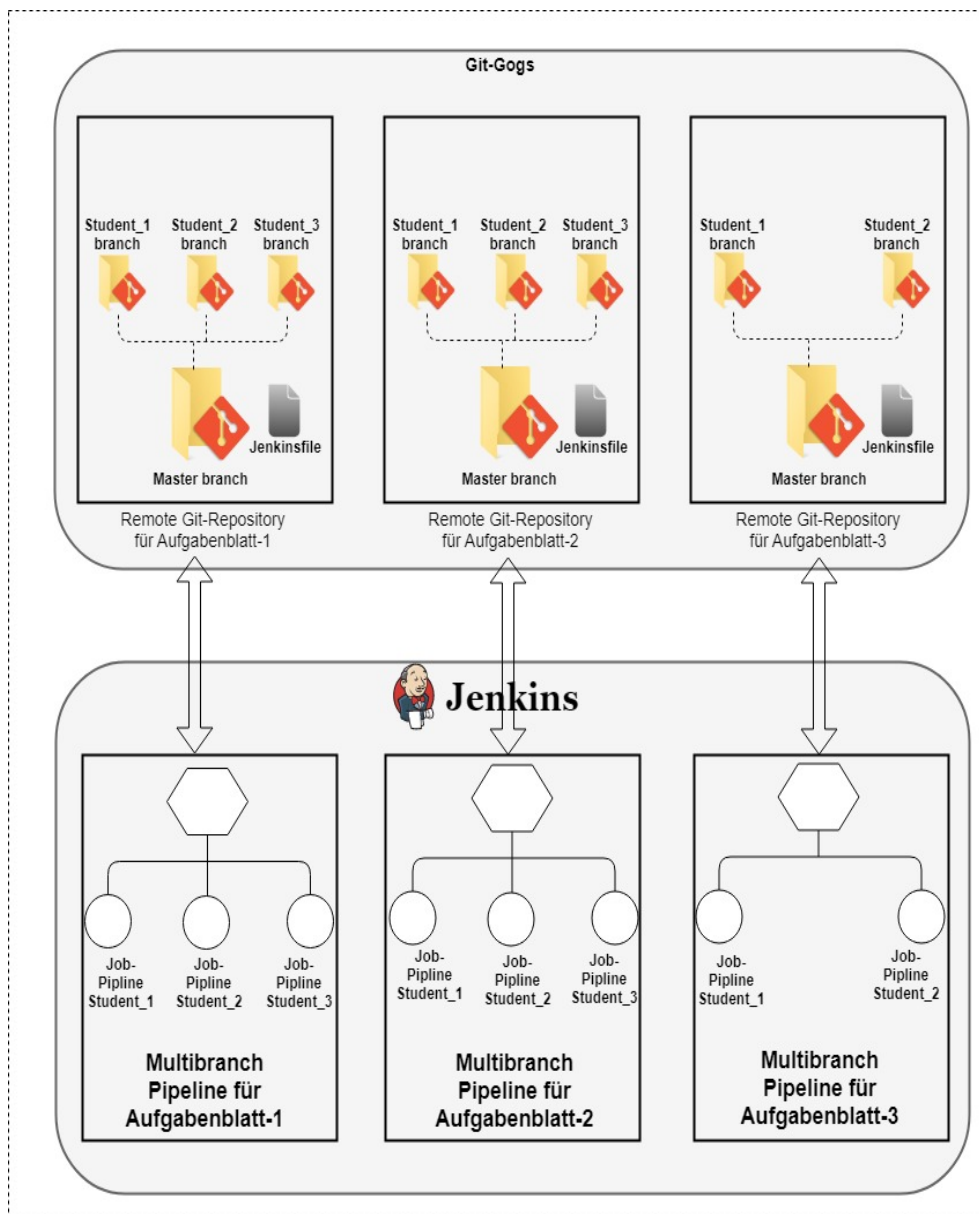 Git-Gogs
Student_1
branch
Student_2
branch
Student_3
branch
Jenkinsfile
Master branch
Remote Git-Repository
für Aufgabenblatt-1
Student_1
branch
Student_2
branch
Student_3
branch
Jenkinsfile
Master branch
Remote Git-Repository
für Aufgabenblatt-2
Student_1
branch
Student_2
branch
Jenkinsfile
Master branch
Remote Git-Repository
für Aufgabenblatt-3
Jenkins
Job-
Pipline
Student_1
Job-
Pipline
Student_2
Job-
Pipline
Student_3
Multibranch
Pipeline für
Aufgabenblatt-1
Job-
Pipline
Student_1
Job-
Pipline
Student_2
Job-
Pipline
Student_3
Multibranch
Pipeline für
Aufgabenblatt-2
Job-
Pipline
Student_1
Job-
Pipline
Student_2
Multibranch
Pipeline für
Aufgabenblatt-3